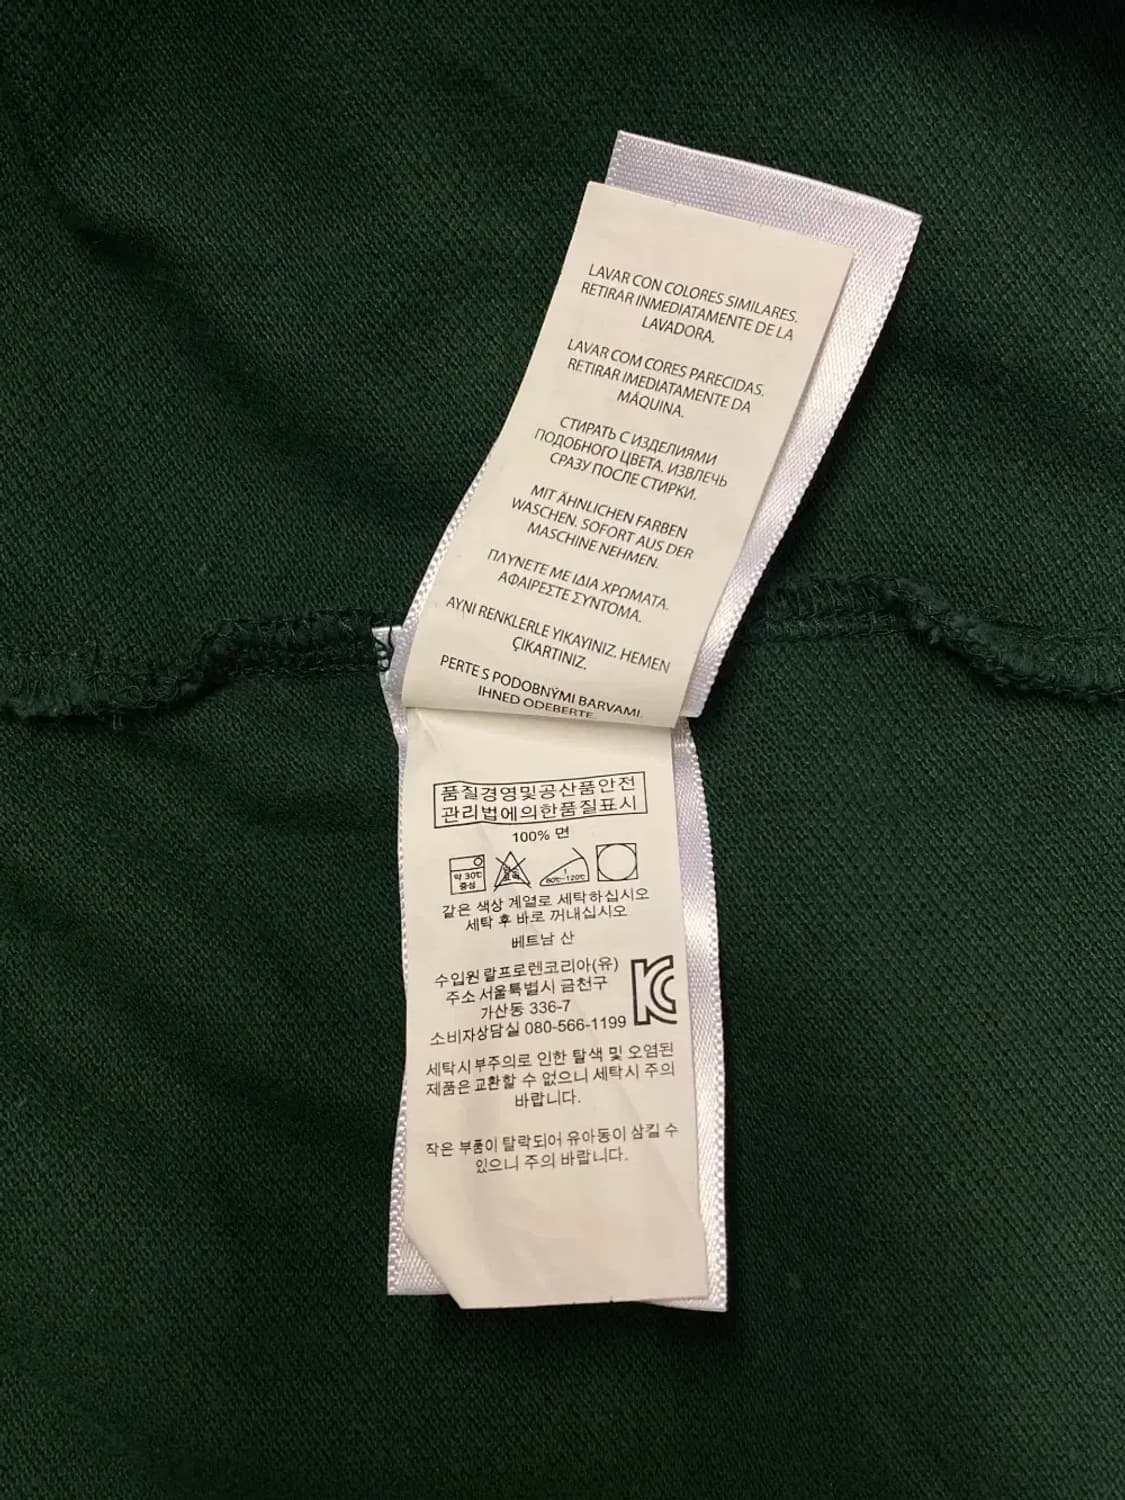 LAVAR CON COLORES SIMILARES.
RETIRAR INMEDIATAMENTE DE LA
LAVADORA.
LAVAR COM CORES PARECIDAS.
RETIRAR IMEDIATAMENTE DA
MÁQUINA.
СТИРАТЬ С ИЗДЕЛИЯМИ
ПОДОБНОГО ЦВЕТА. ИЗВЛЕЧЬ
СРАЗУ ПОСЛЕ СТИРКИ.
MIT ÄHNLICHEN FARBEN
WASCHEN. SOFORT AUS DER
MASCHINE NEHMEN.
ΠΛΥΝΕΤΕ ΜΕ ΙΔΙΑ ΧΡΩΜΑΤΑ.
ΑΦΑΙΡΕΣΤΕ ΣΥΝΤΟΜΑ.
AYNI RENKLERLE YIKAYINIZ. HEMEN
ÇIKARTINIZ.
PERTE S PODOBNÝMI BARVAMI.
IHNED ODEBERTE
품질경영및공산품안전
관리법에의한품질표시
100% 면
약 30℃
중성
80℃~120℃
같은 색상 계열로 세탁하십시오
세탁 후 바로 꺼내십시오
베트남 산
수입원 랄프로렌코리아(유)
주소 서울특별시 금천구
가산동 336-7
소비자상담실 080-566-1199
세탁시 부주의로 인한 탈색 및 오염된
제품은 교환할 수 없으니 세탁시 주의
바랍니다.
작은 부품이 탈락되어 유아동이 삼킬 수
있으니 주의 바랍니다.